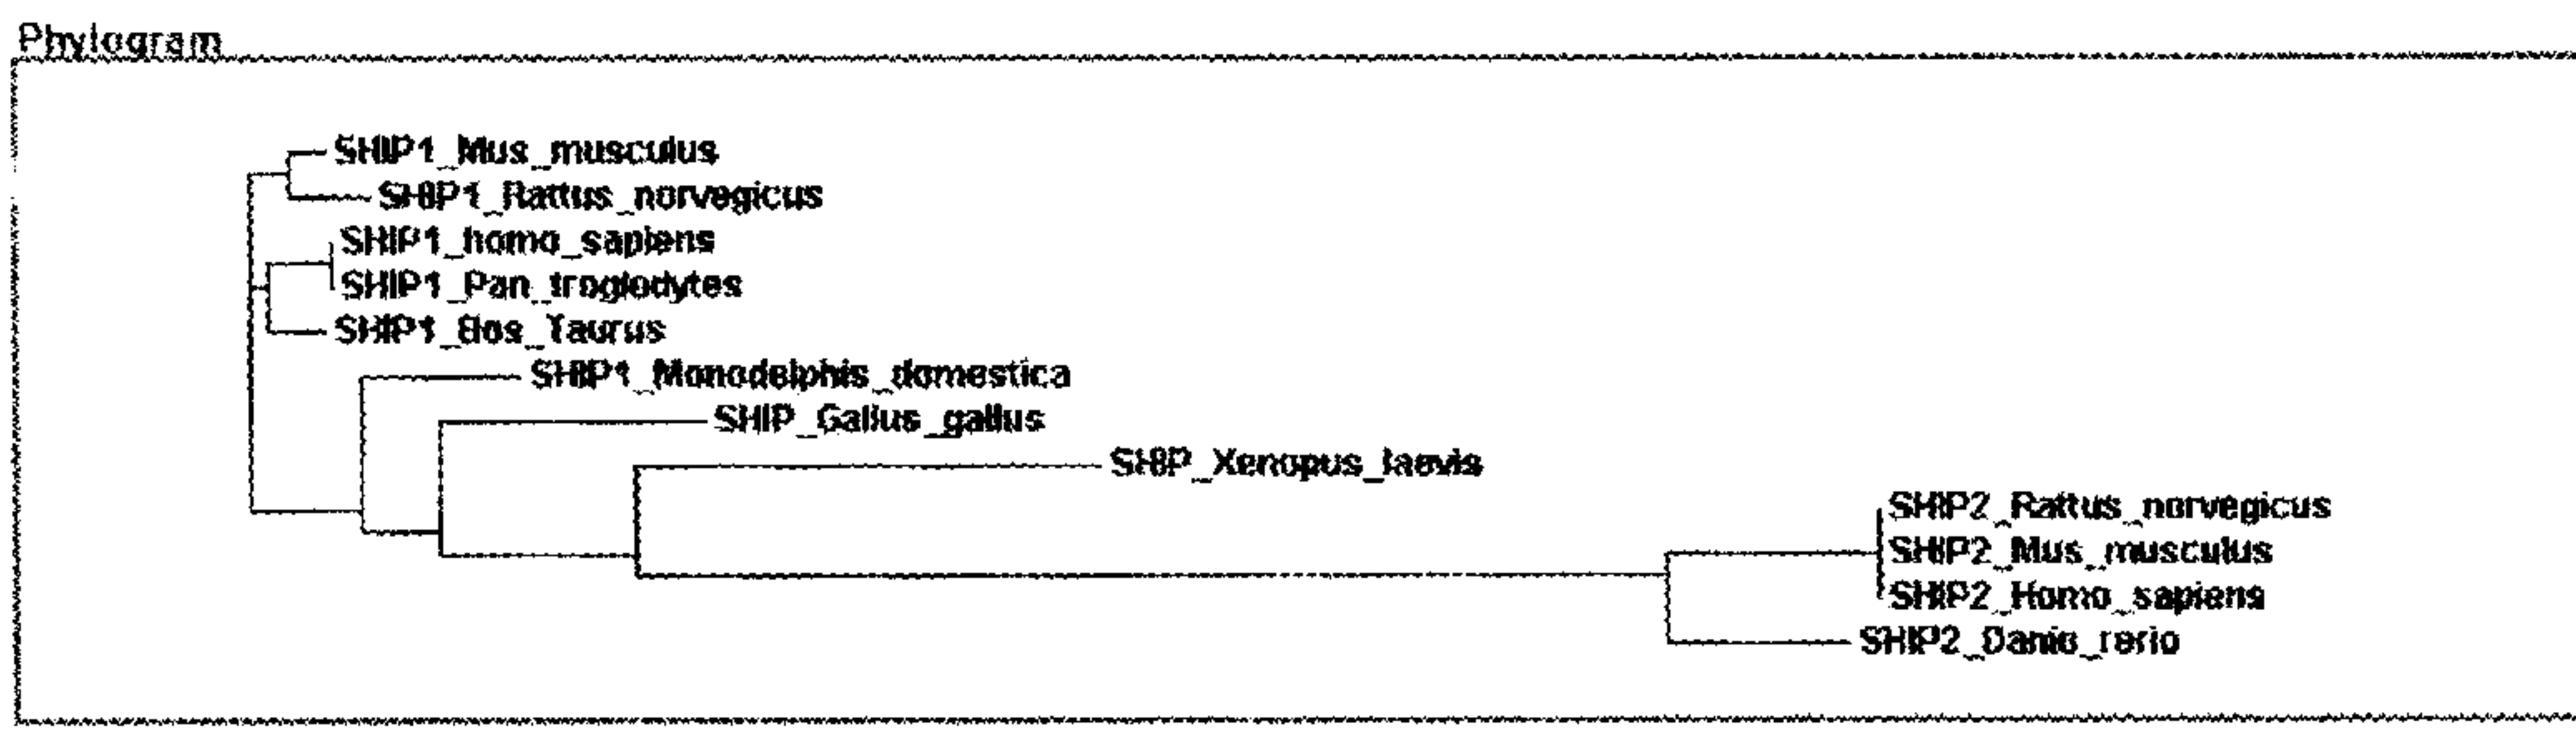 Phylogram
SHIP1_Mus_musculus
SHIP1_Rattus_norvegicus
SHIP1_homo_sapiens
SHIP1_Pan_troglodytes
SHIP1_Bos_Taurus
SHIP1_Monodelphis_domestica
SHIP_Gallus_gallus
SHIP_Xenopus_laevis
SHIP2_Rattus_norvegicus
SHIP2_Mus_musculus
SHIP2_Homo_sapiens
SHIP2_Danio_rerio